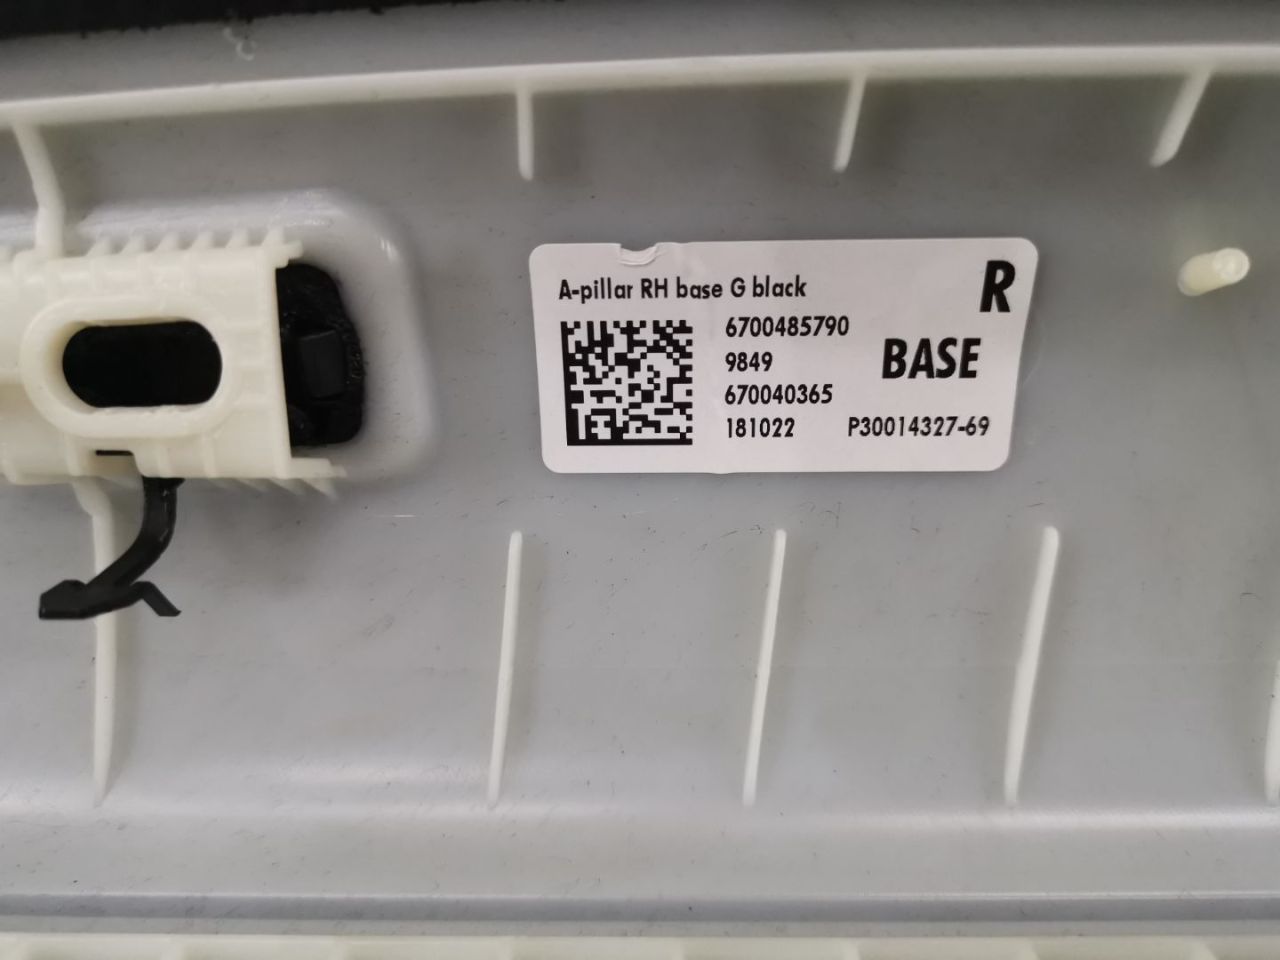 A-pillar RH base G black
R
6700485790
9849
BASE
670040365
181022
P30014327-69